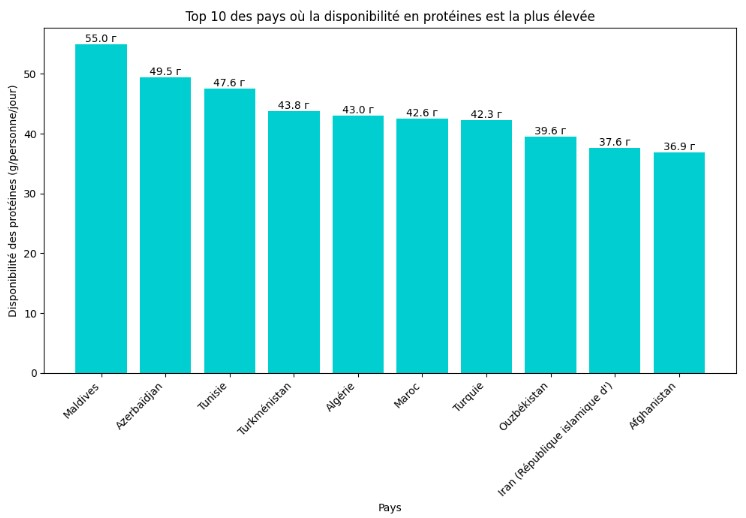 Top 10 des pays où la disponibilité en protéines est la plus élevée
Disponibilité des protéines (g/personne/jour)
50
40
30
20
10
0
55.0 г
49.5 г
47.6 г
43.8 г
43.0 г
42.6 г
42.3 г
39.6 г
37.6 г
36.9 г
Maldives
Azerbaïdjan
Tunisie
Turkménistan
Algérie
Maroc
Turquie
Ouzbékistan
Iran (République islamique d')
Afghanistan
Pays